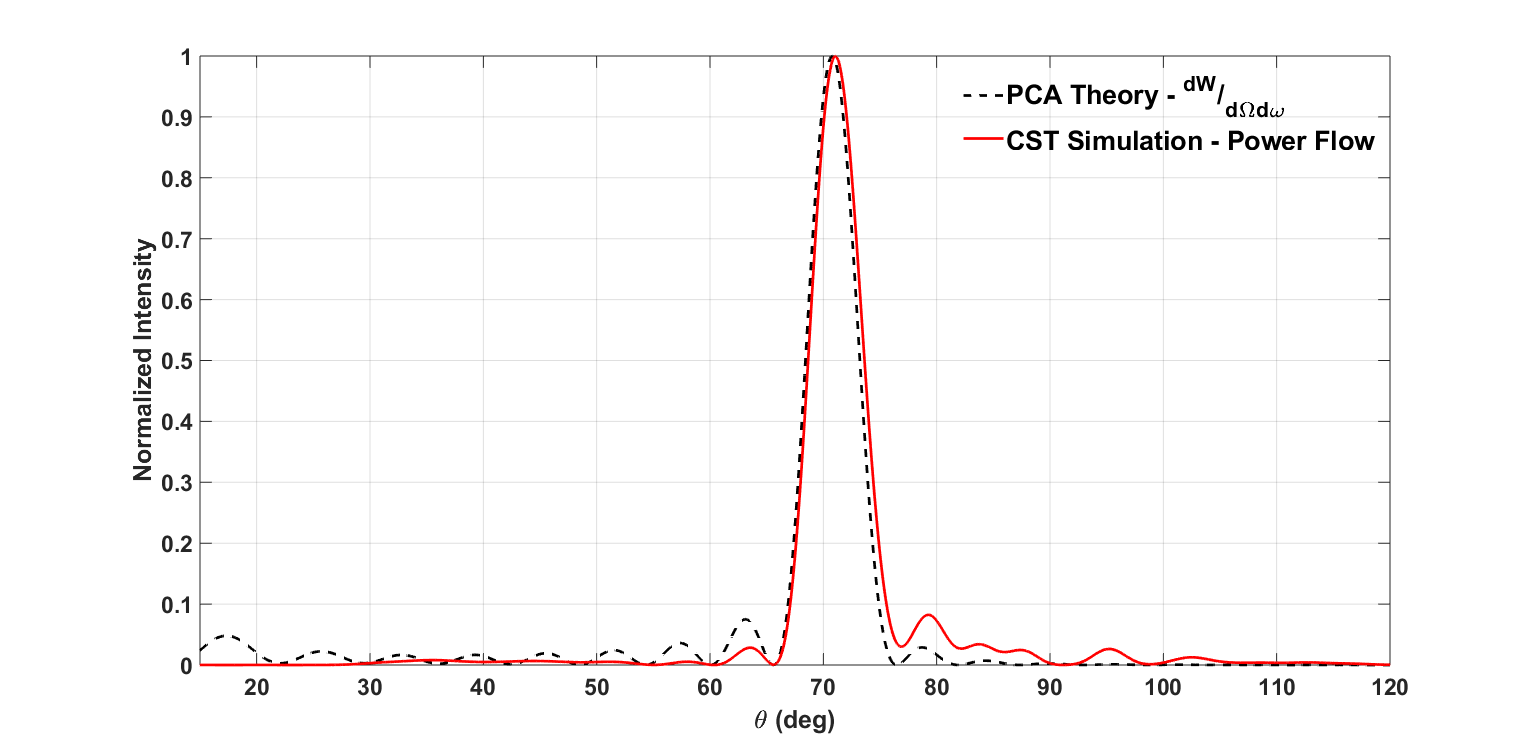 PCA Theory - dW/dΩdω
CST Simulation - Power Flow
Normalized Intensity
1
0.9
0.8
0.7
0.6
0.5
0.4
0.3
0.2
0.1
0
20 30 40 50 60 70 80 90 100 110 120
θ (deg)